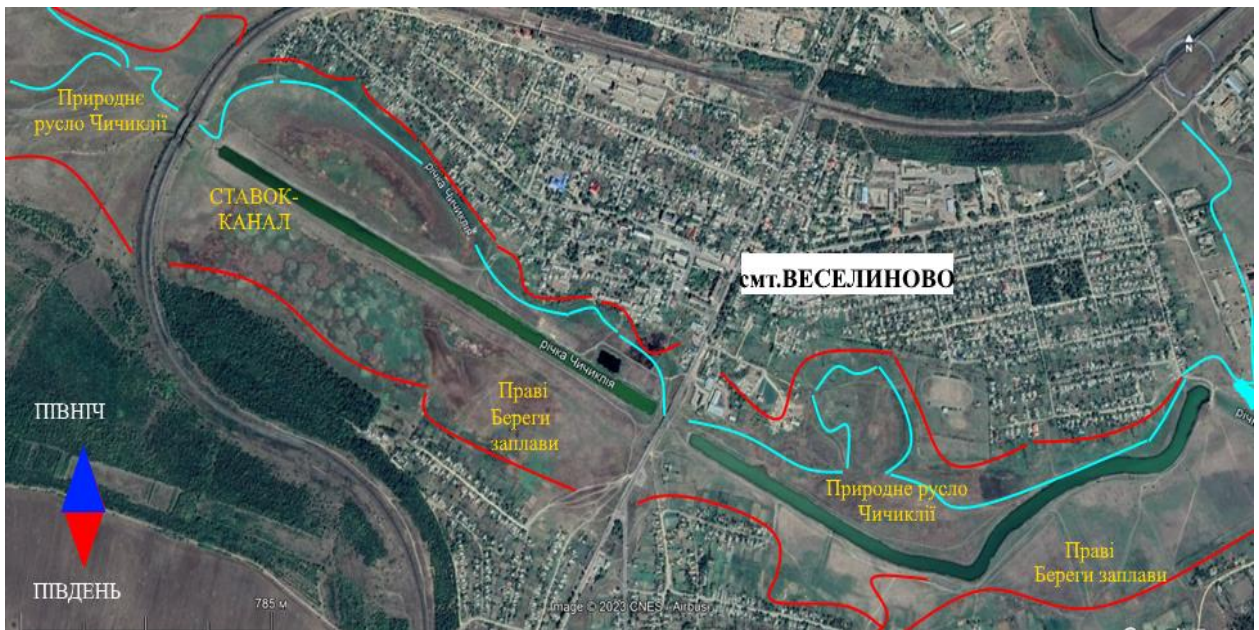 N
Природнє
русло Чичиклії
СТАВОК-
КАНАЛ
річка Чичиклія
смт.ВЕСЕЛИНОВО
річка Чичиклія
Праві
Береги
заплави
ПІВНІЧ
Природне русло
Чичиклії
Праві
Береги заплави
ПІВДЕНЬ
785 м
Image © 2023 CNES / Airbus